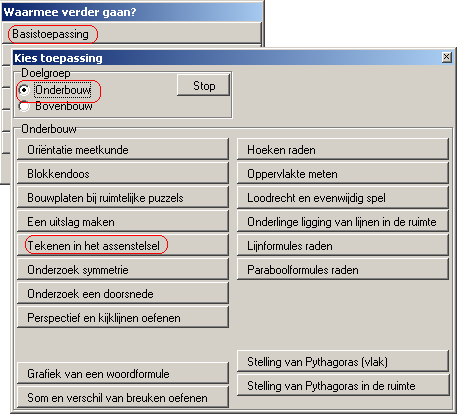 Waarmee verder gaan?
Basistoepassing
Kies toepassing
Doelgroep
Onderbouw
Bovenbouw
Stop
Onderbouw
Oriëntatie meetkunde
Blokkendoos
Bouwplaten bij ruimtelijke puzzels
Een uitslag maken
Tekenen in het assenstelsel
Onderzoek symmetrie
Onderzoek een doorsnede
Perspectief en kijklijnen oefenen
Grafiek van een woordformule
Som en verschil van breuken oefenen
Hoeken raden
Oppervlakte meten
Loodrecht en evenwijdig spel
Onderlinge ligging van lijnen in de ruimte
Lijnformules raden
Paraboolformules raden
Stelling van Pythagoras (vlak)
Stelling van Pythagoras in de ruimte